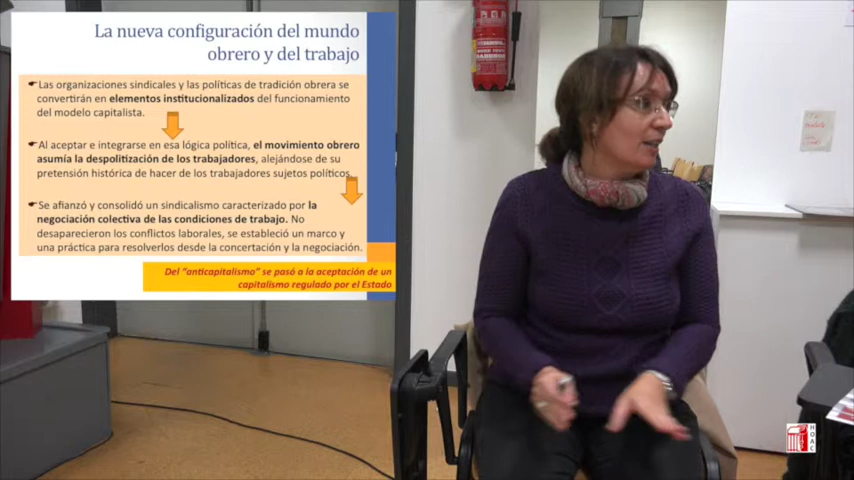 La nueva configuración del mundo
obrero y del trabajo
Las organizaciones sindicales y las políticas de tradición obrera se
convertirán en elementos institucionalizados del funcionamiento
del modelo capitalista.
Al aceptar e integrarse en esa lógica política, el movimiento obrero
asumía la despolitización de los trabajadores, alejándose de su
pretensión histórica de hacer de los trabajadores sujetos políticos.
Se afianzó y consolidó un sindicalismo caracterizado por la
negociación colectiva de las condiciones de trabajo. No
desaparecieron los conflictos laborales, se estableció un marco y
una práctica para resolverlos desde la concertación y la negociación.
Del "anticapitalismo" se pasó a la aceptación de un
capitalismo regulado por el Estado
HOAC